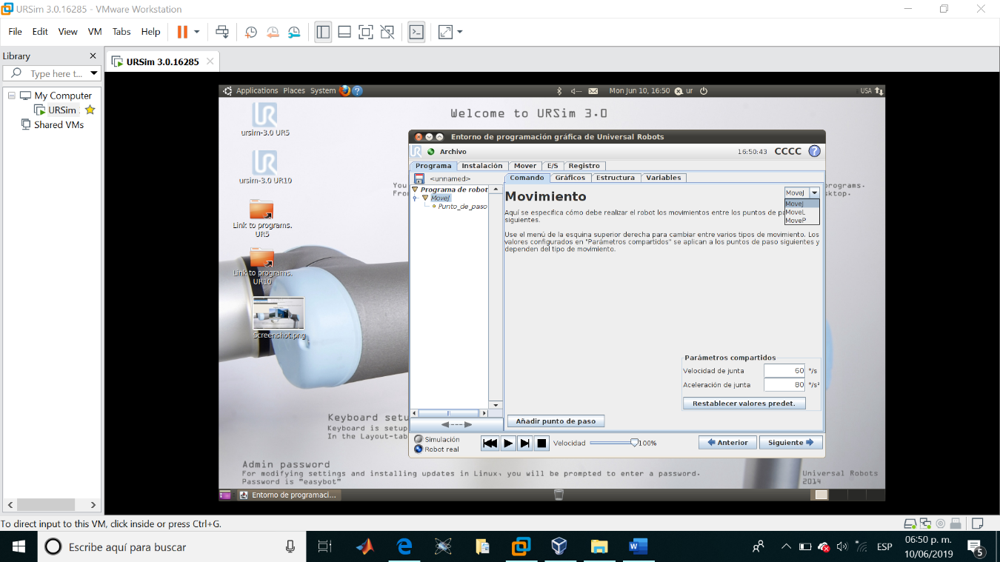 URSim 3.0.16285 - VMware Workstation
File Edit View VM Tabs Help
Library
Type here t...
URSim 3.0.16285
My Computer
URSim
Shared VMs
Applications Places System
Mon Jun 10, 16:50
ur
USA
Welcome to URSim 3.0
ursim-3.0 UR5
ursim-3.0 UR10
Link to programs.
UR5
Link to programs.
UR10
Screenshot.png
You
From
programs.
sktop.
Entorno de programación gráfica de Universal Robots
UR
Archivo
16:50:43 CCCC
Programa Instalación Mover E/S Registro
<unnamed>
Comando Gráficos Estructura Variables
Programa de robot
MoveJ
Punto_de_paso
Movimiento
MoveJ
MoveJ
MoveL
MoveP
Aquí se especifica cómo debe realizar el robot los movimientos entre los puntos de pa
siguientes.
Use el menú de la esquina superior derecha para cambiar entre varios tipos de movimiento. Los
valores configurados en "Parámetros compartidos" se aplican a los puntos de paso siguientes y
dependen del tipo de movimiento.
Parámetros compartidos
Velocidad de junta 60 °/s
Aceleración de junta 80 °/s²
Restablecer valores predet.
Añadir punto de paso
Simulación
Robot real
Velocidad 100%
Anterior Siguiente
Keyboard setu
Keyboard is setup
In the Layout-tab
Admin password
For modifying settings and installing updates in Linux, you will be prompted to enter a password.
Password is "easybot"
Universal Robots
2014
Entorno de programaci...
To direct input to this VM, click inside or press Ctrl+G.
Escribe aquí para buscar
ESP
06:50 p. m.
10/06/2019
5